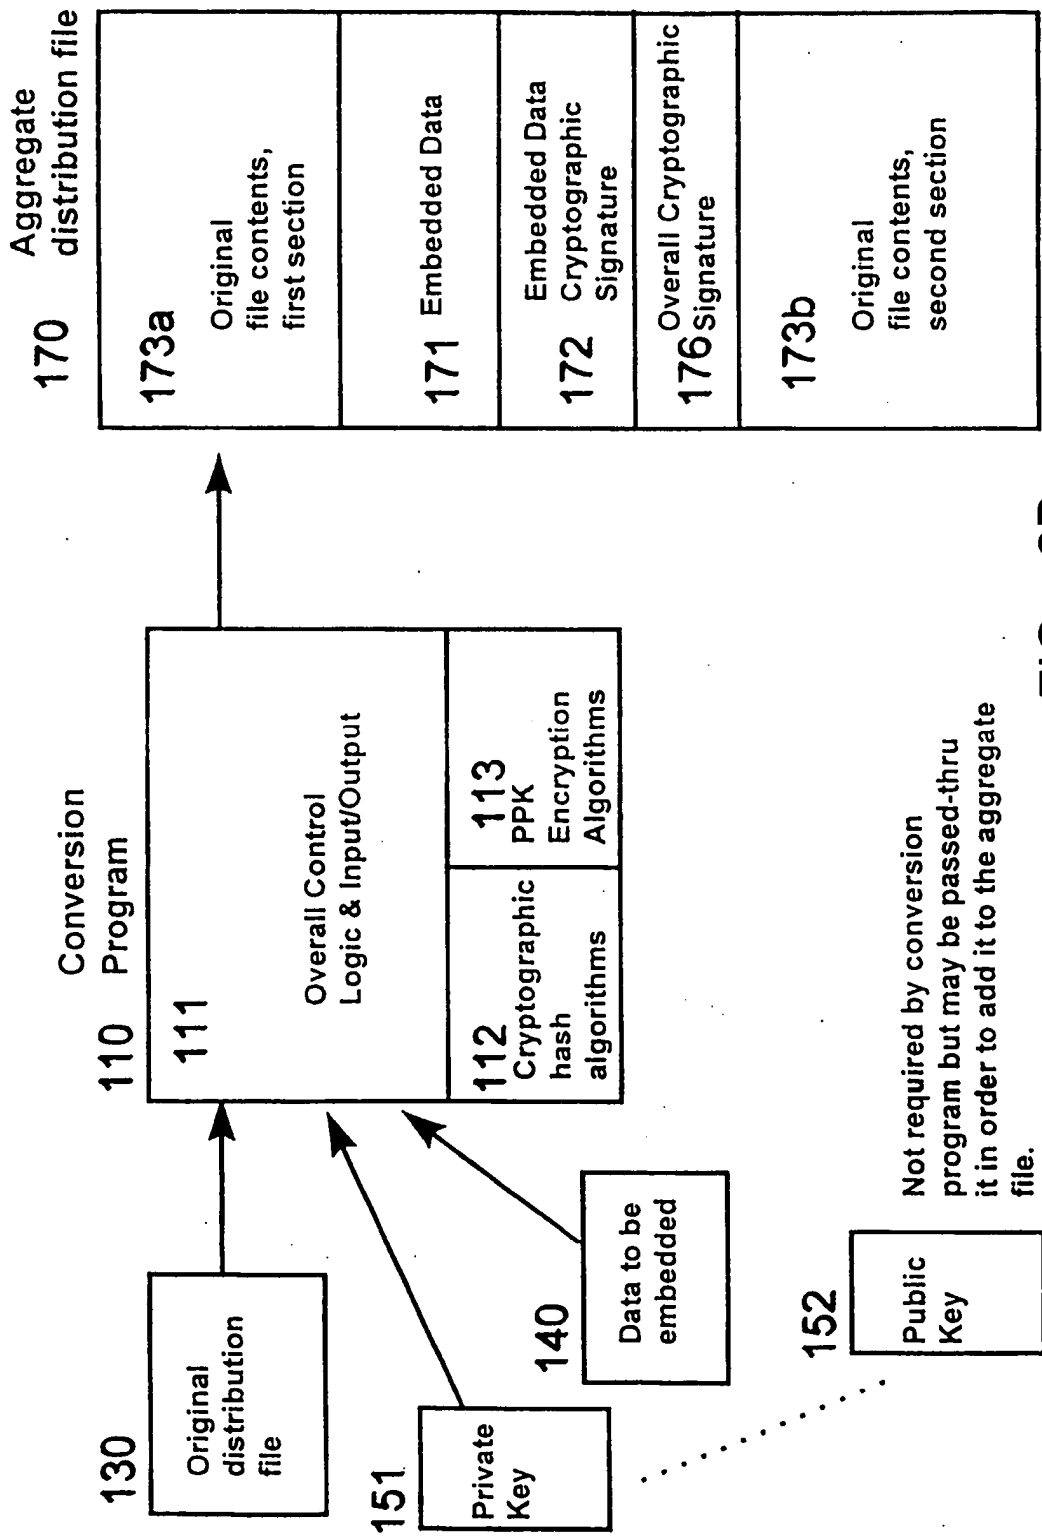 130
Original
distribution
file
151
Private
Key
140
Data to be
embedded
152
Public
Key
Not required by conversion
program but may be passed-thru
it in order to add it to the aggregate
file.
110
Conversion
Program
111
Overall Control
Logic & Input/Output
112
Cryptographic
hash
algorithms
113
PPK
Encryption
Algorithms
170
Aggregate
distribution file
173a
Original
file contents,
first section
171 Embedded Data
172
Embedded Data
Cryptographic
Signature
176
Overall Cryptographic
Signature
173b
Original
file contents,
second section